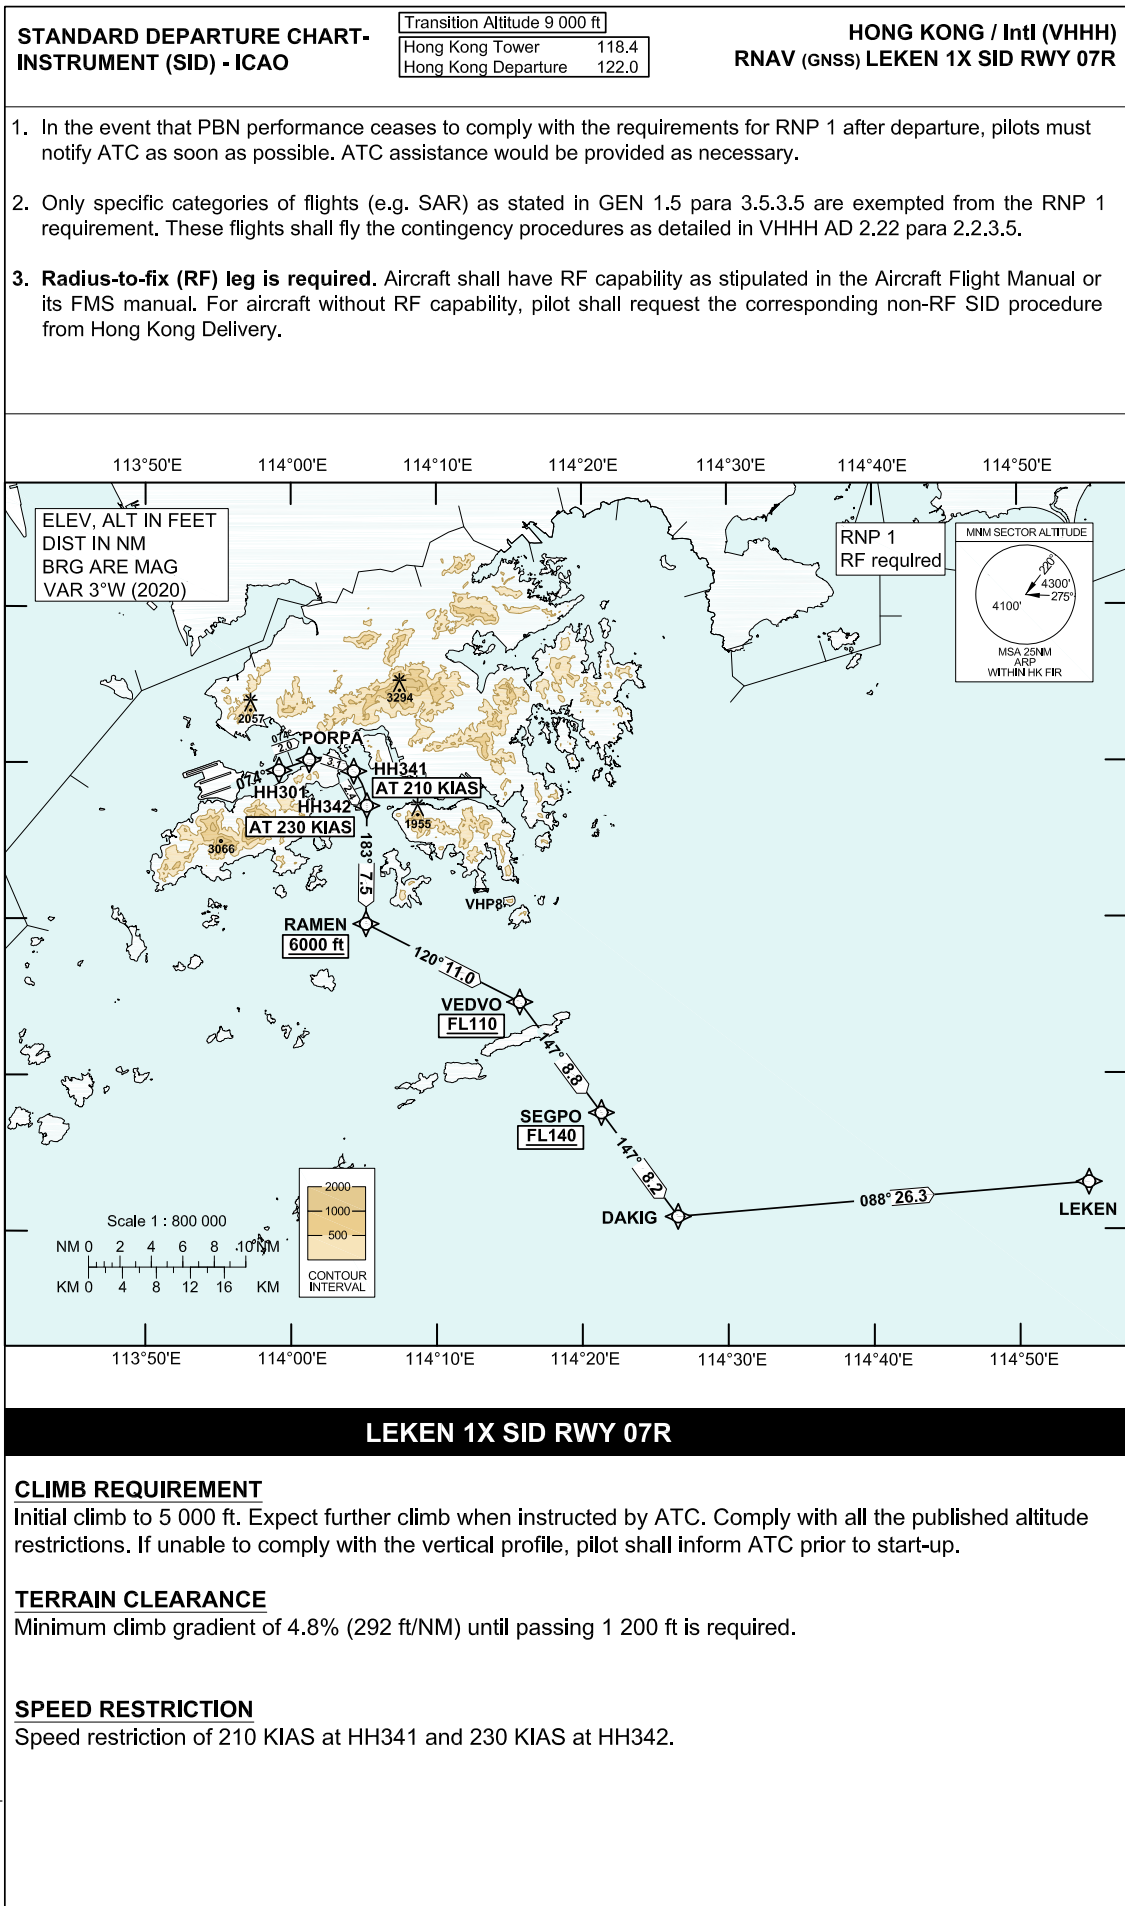 STANDARD DEPARTURE CHART-
INSTRUMENT (SID) - ICAO
Transition Altitude 9 000 ft
Hong Kong Tower 118.4
Hong Kong Departure 122.0
HONG KONG / Intl (VHHH)
RNAV (GNSS) LEKEN 1X SID RWY 07R
1. In the event that PBN performance ceases to comply with the requirements for RNP 1 after departure, pilots must
notify ATC as soon as possible. ATC assistance would be provided as necessary.
2. Only specific categories of flights (e.g. SAR) as stated in GEN 1.5 para 3.5.3.5 are exempted from the RNP 1
requirement. These flights shall fly the contingency procedures as detailed in VHHH AD 2.22 para 2.2.3.5.
3. Radius-to-fix (RF) leg is required. Aircraft shall have RF capability as stipulated in the Aircraft Flight Manual or
its FMS manual. For aircraft without RF capability, pilot shall request the corresponding non-RF SID procedure
from Hong Kong Delivery.
113°50'E 114°00'E 114°10'E 114°20'E 114°30'E 114°40'E 114°50'E
ELEV, ALT IN FEET
DIST IN NM
BRG ARE MAG
VAR 3°W (2020)
RNP 1
RF required
MNM SECTOR ALTITUDE
220°
4300'
275°
4100'
MSA 25NM
ARP
WITHIN HK FIR
3294
2057
074°
2.0
PORPA
3.1
074°
HH301
HH341
AT 210 KIAS
2.4
HH342
AT 230 KIAS
1955
3066
183° 7.5
VHP8
RAMEN
6000 ft
120° 11.0
VEDVO
FL110
147° 8.8
SEGPO
FL140
147° 8.2
DAKIG
088° 26.3
LEKEN
2000
1000
500
CONTOUR
INTERVAL
Scale 1 : 800 000
NM 0 2 4 6 8 10 NM
KM 0 4 8 12 16 KM
113°50'E 114°00'E 114°10'E 114°20'E 114°30'E 114°40'E 114°50'E
LEKEN 1X SID RWY 07R
CLIMB REQUIREMENT
Initial climb to 5 000 ft. Expect further climb when instructed by ATC. Comply with all the published altitude
restrictions. If unable to comply with the vertical profile, pilot shall inform ATC prior to start-up.
TERRAIN CLEARANCE
Minimum climb gradient of 4.8% (292 ft/NM) until passing 1 200 ft is required.
SPEED RESTRICTION
Speed restriction of 210 KIAS at HH341 and 230 KIAS at HH342.